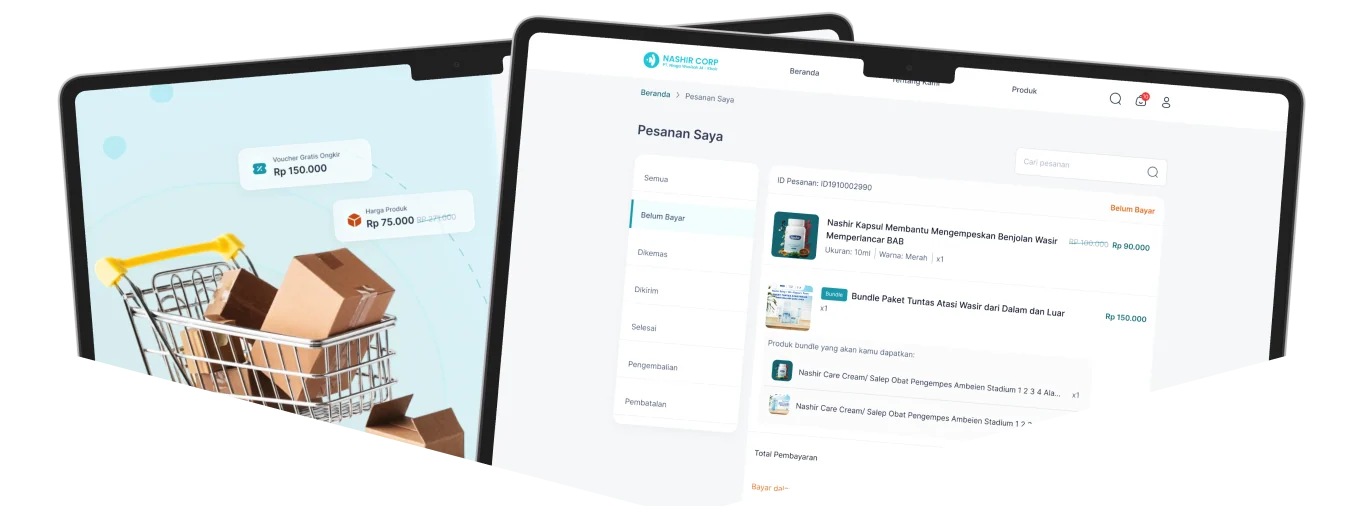 Voucher Gratis Ongkir
Rp 150.000
Harga Produk
Rp 75.000 RP 371.000
NASHIR CORP
Beranda
Tentang Kami
Produk
Beranda > Pesanan Saya
Pesanan Saya
Cari pesanan
Semua
Belum Bayar
Dikemas
Dikirim
Selesai
Pengembalian
Pembatalan
ID Pesanan: ID1910002990
Belum Bayar
Nashir Kapsul Membantu Mengempeskan Benjolan Wasir
Memperlancar BAB
RP 100.000 Rp 90.000
Ukuran: 10ml | Warna: Merah | x1
Bundle Bundle Paket Tuntas Atasi Wasir dari Dalam dan Luar
x1
Rp 150.000
Produk bundle yang akan kamu dapatkan:
Nashir Care Cream/ Salep Obat Pengempes Ambeien Stadium 1 2 3 4 Ala... x1
Nashir Care Cream/ Salep Obat Pengempes Ambeien Stadium 1 2
Total Pembayaran
Bayar